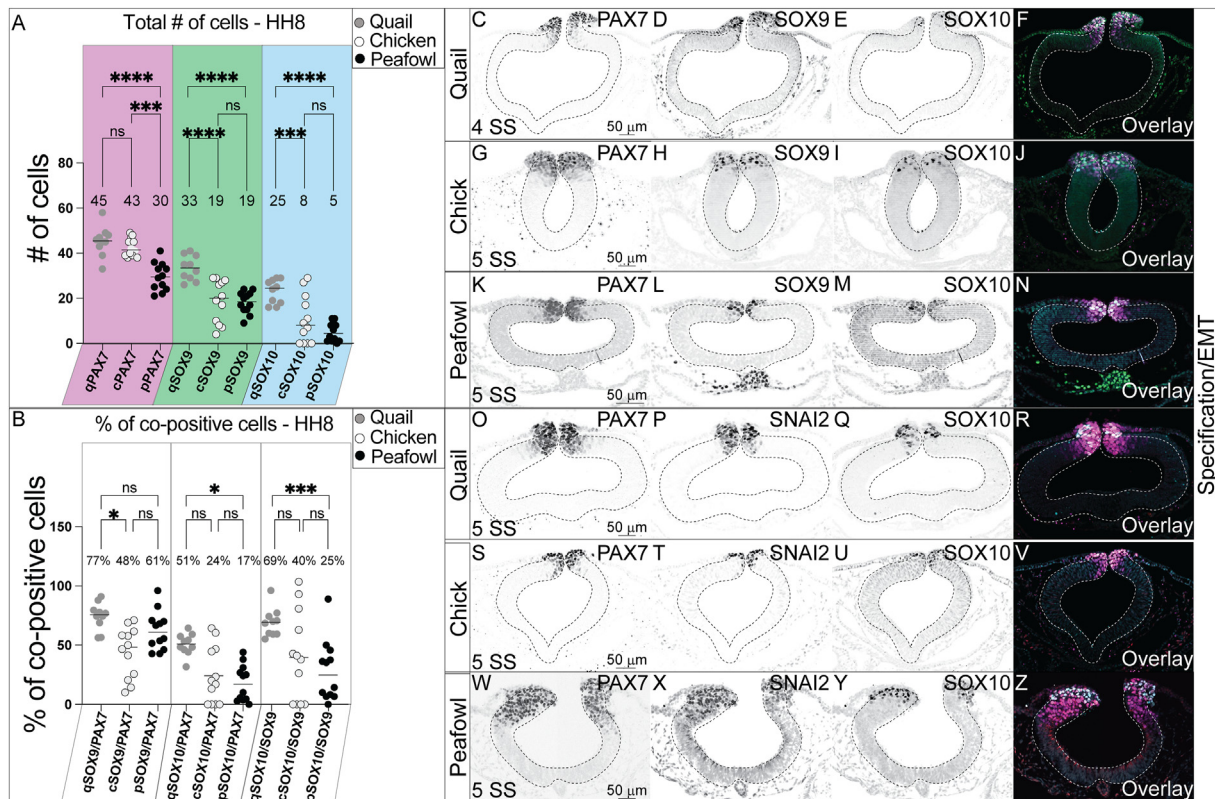 A
Total # of cells - HH8
Quail
Chicken
Peafowl
**** **** ****
*** ns ns
ns **** ***
# of cells
80
60
40
20
0
45 43 30 33 19 19 25 8 5
qPAX7 cPAX7 pPAX7 qSOX9 cSOX9 pSOX9 qSOX10 cSOX10 pSOX10
B
% of co-positive cells - HH8
Quail
Chicken
Peafowl
ns * ***
* ns ns ns ns ns
% of co-positive cells
150
100
50
0
77% 48% 61% 51% 24% 17% 69% 40% 25%
qSOX9/PAX7 cSOX9/PAX7 pSOX9/PAX7 qSOX10/PAX7 cSOX10/PAX7 pSOX10/PAX7 qSOX10/SOX9 cSOX10/SOX9 pSOX10/SOX9
Quail
C PAX7 D SOX9 E SOX10 F
4 SS 50 μm Overlay
Chick
G PAX7 H SOX9 I SOX10 J
5 SS 50 μm Overlay
Peafowl
K PAX7 L SOX9 M SOX10 N
5 SS 50 μm Overlay
Quail
O PAX7 P SNAI2 Q SOX10 R
5 SS 50 μm Overlay
Chick
S PAX7 T SNAI2 U SOX10 V
5 SS 50 μm Overlay
Peafowl
W PAX7 X SNAI2 Y SOX10 Z
5 SS 50 μm Overlay
Specification/EMT